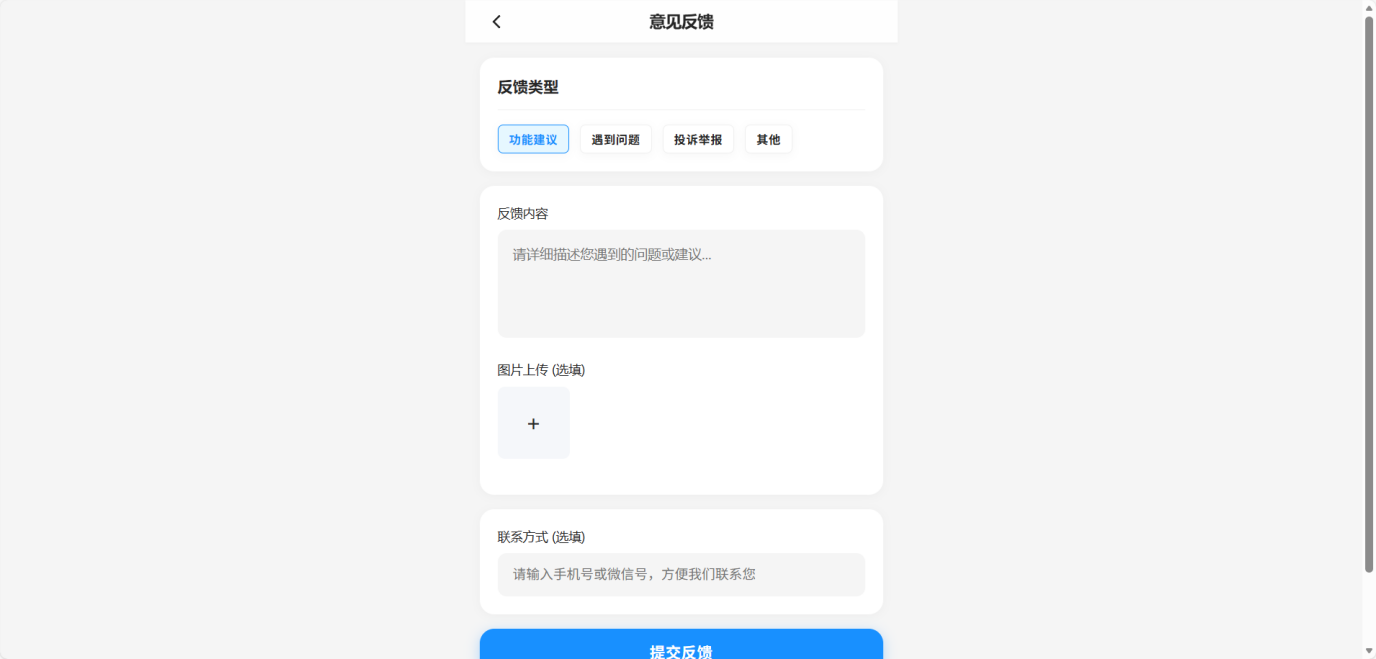 意见反馈
反馈类型
功能建议 遇到问题 投诉举报 其他
反馈内容
请详细描述您遇到的问题或建议...
图片上传 (选填)
+
联系方式 (选填)
请输入手机号或微信号，方便我们联系您
提交反馈